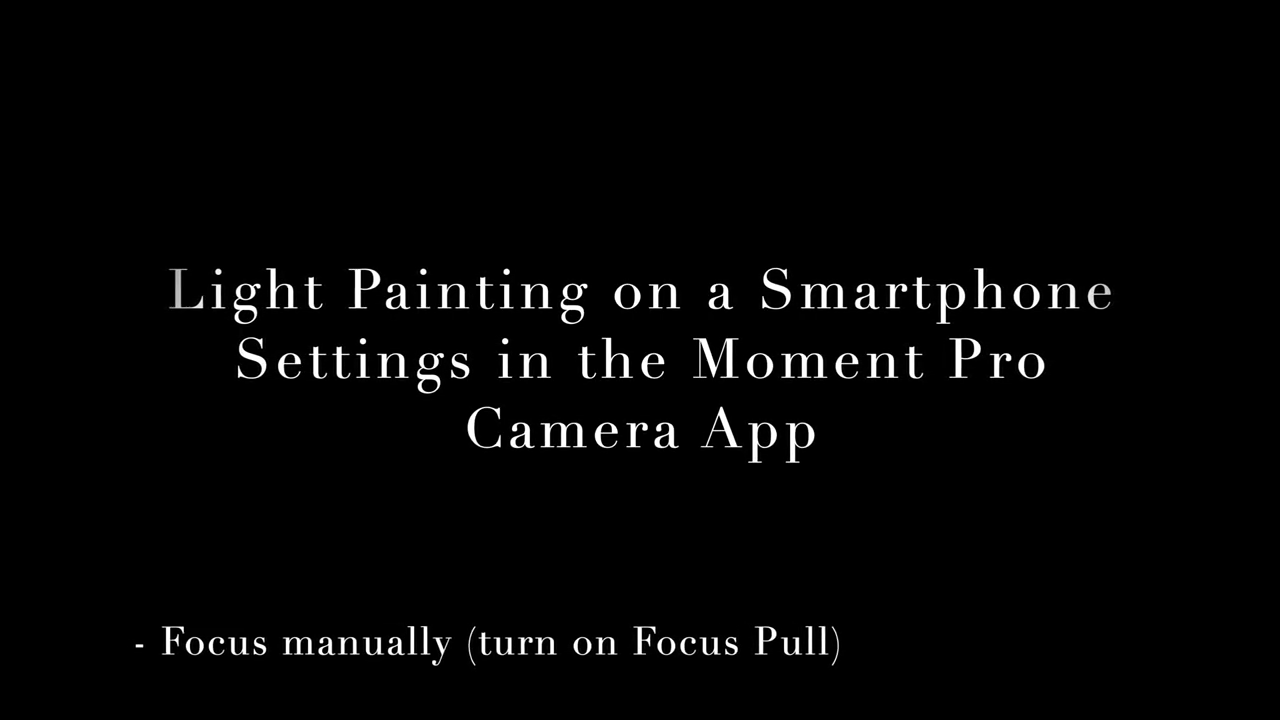 Light Painting on a Smartphone
Settings in the Moment Pro
Camera App
- Focus manually (turn on Focus Pull)